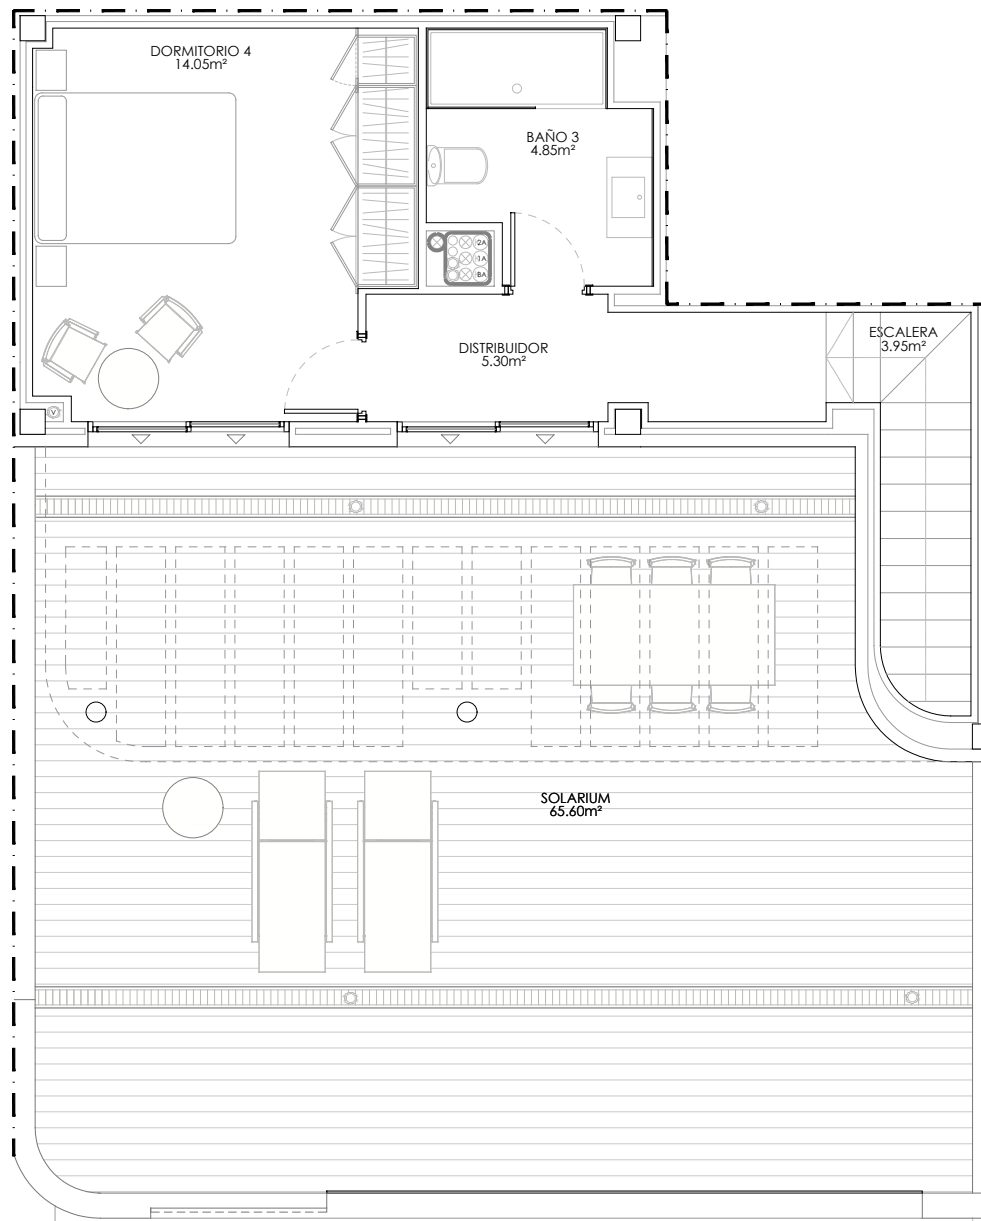 DORMITORIO 4
14.05m²
BAÑO 3
4.85m²
2A
1A
BA
ESCALERA
3.95m²
DISTRIBUIDOR
5.30m²
V
SOLARIUM
65.60m²